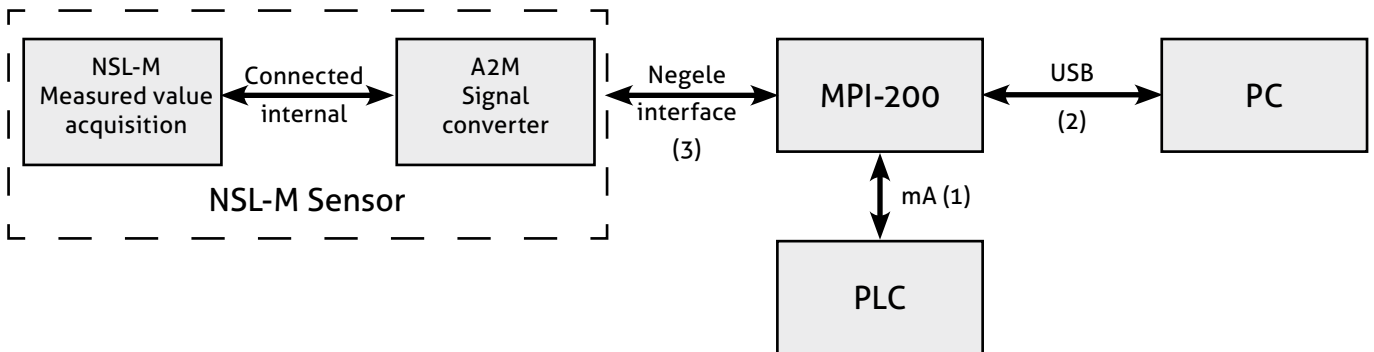 NSL-M
Measured value
acquisition
Connected
internal
A2M
Signal
converter
NSL-M Sensor
Negele
interface
(3)
MPI-200
USB
(2)
PC
mA (1)
PLC